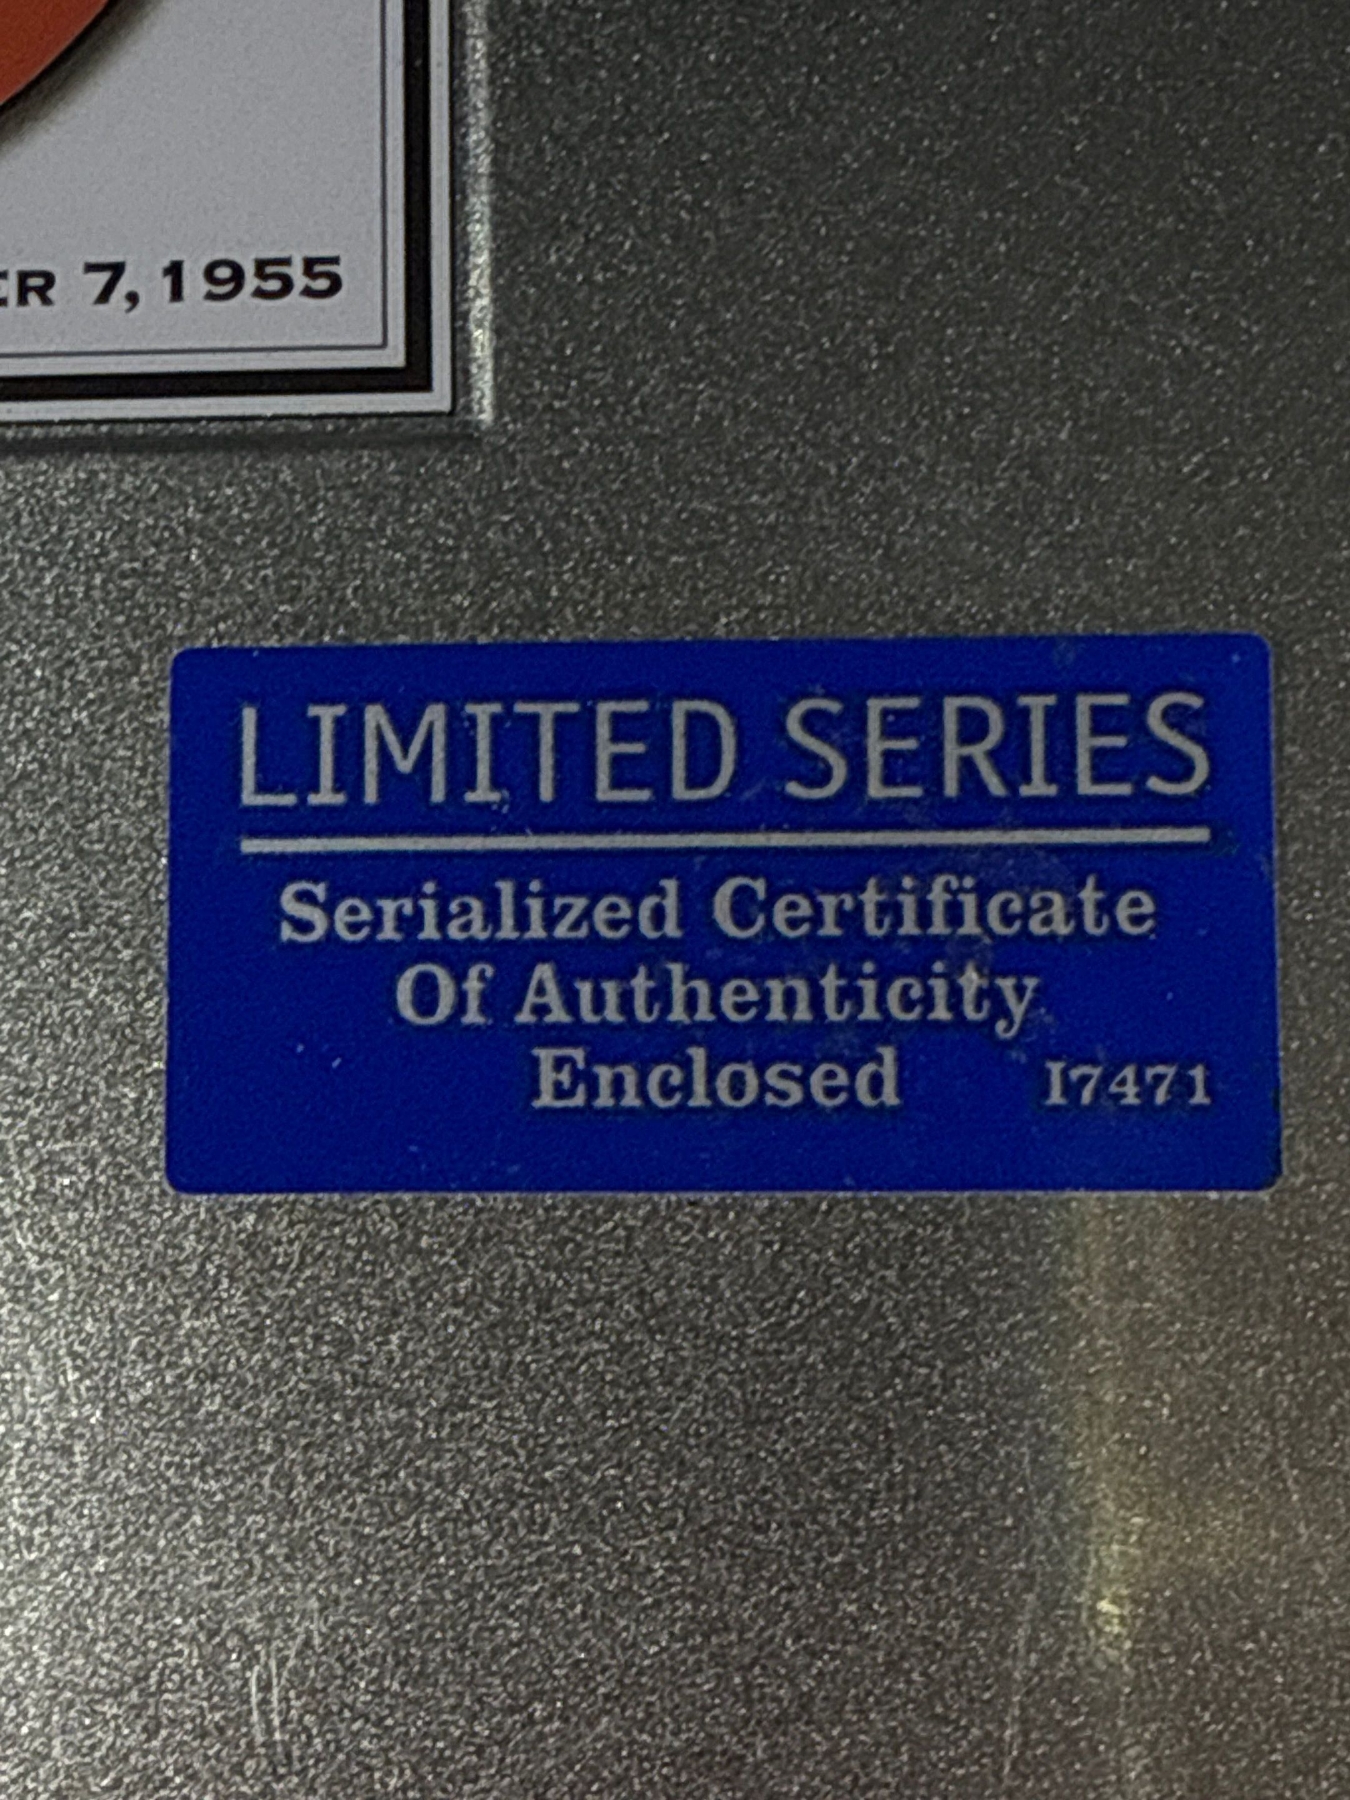 ER 7, 1955
LIMITED SERIES
Serialized Certificate
Of Authenticity
Enclosed I7471